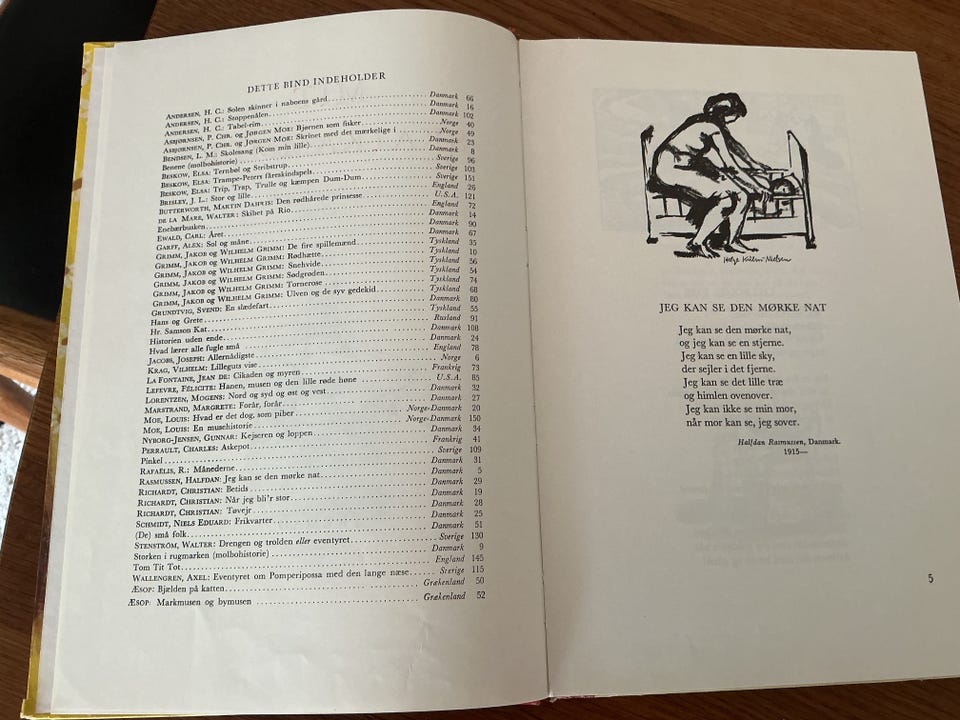 DETTE BIND INDEHOLDER
ANDERSEN, H. C.: Solen skinner i naboens gård Danmark 66
ANDERSEN, H. C.: Stoppenålen Danmark 16
ANDERSEN, H. C.: Tabel-rim Danmark 102
ASBJØRNSEN, P. CHR. og JØRGEN MOE: Bjørnen som fisker Norge 40
ASBJØRNSEN, P. CHR. og JØRGEN MOE: Skrinet med det mærkelige i Norge 49
BENDSEN, L. M.: Skolesang (Kom min lille) Danmark 23
Besene (molbohistorie) Danmark 8
BESKOW, ELSA: Ternbøl og Stribstrup Sverige 96
BESKOW, ELSA: Trampe-Peters fåreskindspels Sverige 103
BESKOW, ELSA: Trip, Trap, Trulle og kæmpen Dum-Dum Sverige 151
BRISLEY, J. L.: Stor og lille England 26
BUTTERWORTH, MARTIN Den rødhårede prinsesse U.S.A. 121
DE LA MARE, WALTER: Skibet på Rio England 72
Enebærbusken Danmark 14
EWALD, CARL: Året Danmark 90
GARFF, ALEX: Sol og måne Danmark 67
GRIMM, JAKOB og WILHELM GRIMM: De fire spillemænd Tyskland 35
GRIMM, JAKOB og WILHELM GRIMM: Rødhætte Tyskland 10
GRIMM, JAKOB og WILHELM GRIMM: Snehvide Tyskland 56
GRIMM, JAKOB og WILHELM GRIMM: Sødgrøden Tyskland 54
GRIMM, JAKOB og WILHELM GRIMM: Tornerose Tyskland 74
GRIMM, JAKOB og WILHELM GRIMM: Ulven og de syv gedekid Tyskland 68
GRUNDTVIG, SVEND: En slædefart Danmark 80
Hans og Grete Tyskland 55
Hr. Samson Kat Rusland 91
Historien uden ende Danmark 108
Hvad lærer alle fugle små Danmark 24
JACOBS, JOSEPH: Allernådigste England 78
KRAG, VILHELM: Lilleguts vise Norge 6
LA FONTAINE, JEAN DE: Cikaden og myren Frankrig 73
LEFEVRE, FÉLICITE: Hanen, musen og den lille røde høne U.S.A. 85
LORENTZEN, MOGENS: Nord og syd og øst og vest Danmark 32
MARSTRAND, MARGRETE: Forår, forår Danmark 27
MOE, LOUIS: Hvad er det dog, som piber Norge-Danmark 20
MOE, LOUIS: En musehistorie Norge-Danmark 150
NYBORG-JENSEN, GUNNAR: Kejseren og loppen Danmark 34
PERRAULT, CHARLES: Askepot Frankrig 41
Pinkel Sverige 109
RAFAËLIS, R.: Månederne Danmark 31
RASMUSSEN, HALFDAN: Jeg kan se den mørke nat Danmark 5
RICHARDT, CHRISTIAN: Betids Danmark 29
RICHARDT, CHRISTIAN: Når jeg bli'r stor Danmark 19
RICHARDT, CHRISTIAN: Tøvejr Danmark 28
SCHMIDT, NIELS EDUARD: Frikvarter Danmark 25
(De) små folk Danmark 51
STENSTRÖM, WALTER: Drengen og trolden eller eventyret Sverige 130
Storken i rugmarken (molbohistorie) Danmark 9
Tom Tit Tot England 145
WALLENGREN, AXEL: Eventyret om Pomperipossa med den lange næse Sverige 115
ÆSOP: Bjælden på katten Grækenland 50
ÆSOP: Markmusen og bymusen Grækenland 52
Helge Kühn-Nielsen
JEG KAN SE DEN MØRKE NAT
Jeg kan se den mørke nat,
og jeg kan se en stjerne.
Jeg kan se en lille sky,
der sejler i det fjerne.
Jeg kan se det lille træ
og himlen ovenover.
Jeg kan ikke se min mor,
når mor kan se, jeg sover.
Halfdan Rasmussen, Danmark.
1915—
5